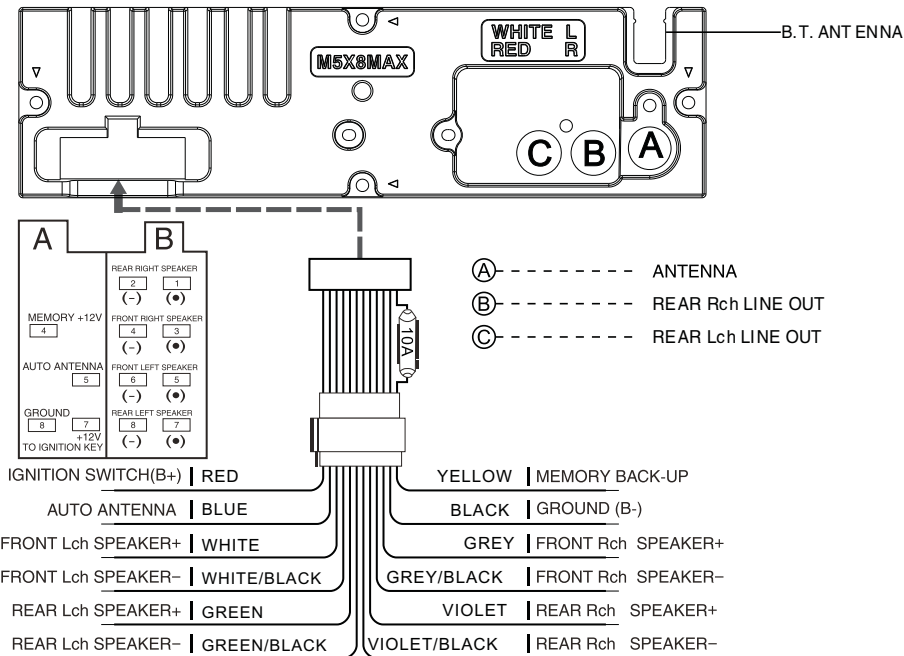 WHITE L
RED R
B.T. ANTENNA
M5X8MAX
C B A
A B
REAR RIGHT SPEAKER
2 1
(-) (●)
MEMORY +12V
4
FRONT RIGHT SPEAKER
4 3
(-) (●)
AUTO ANTENNA
5
FRONT LEFT SPEAKER
6 5
(-) (●)
GROUND
8 7
+12V
TO IGNITION KEY
REAR LEFT SPEAKER
8 7
(-) (●)
10A
A ANTENNA
B REAR Rch LINE OUT
C REAR Lch LINE OUT
IGNITION SWITCH(B+) RED
YELLOW MEMORY BACK-UP
AUTO ANTENNA BLUE
BLACK GROUND (B-)
FRONT Lch SPEAKER+ WHITE
GREY FRONT Rch SPEAKER+
FRONT Lch SPEAKER– WHITE/BLACK
GREY/BLACK FRONT Rch SPEAKER–
REAR Lch SPEAKER+ GREEN
VIOLET REAR Rch SPEAKER+
REAR Lch SPEAKER– GREEN/BLACK
VIOLET/BLACK REAR Rch SPEAKER–